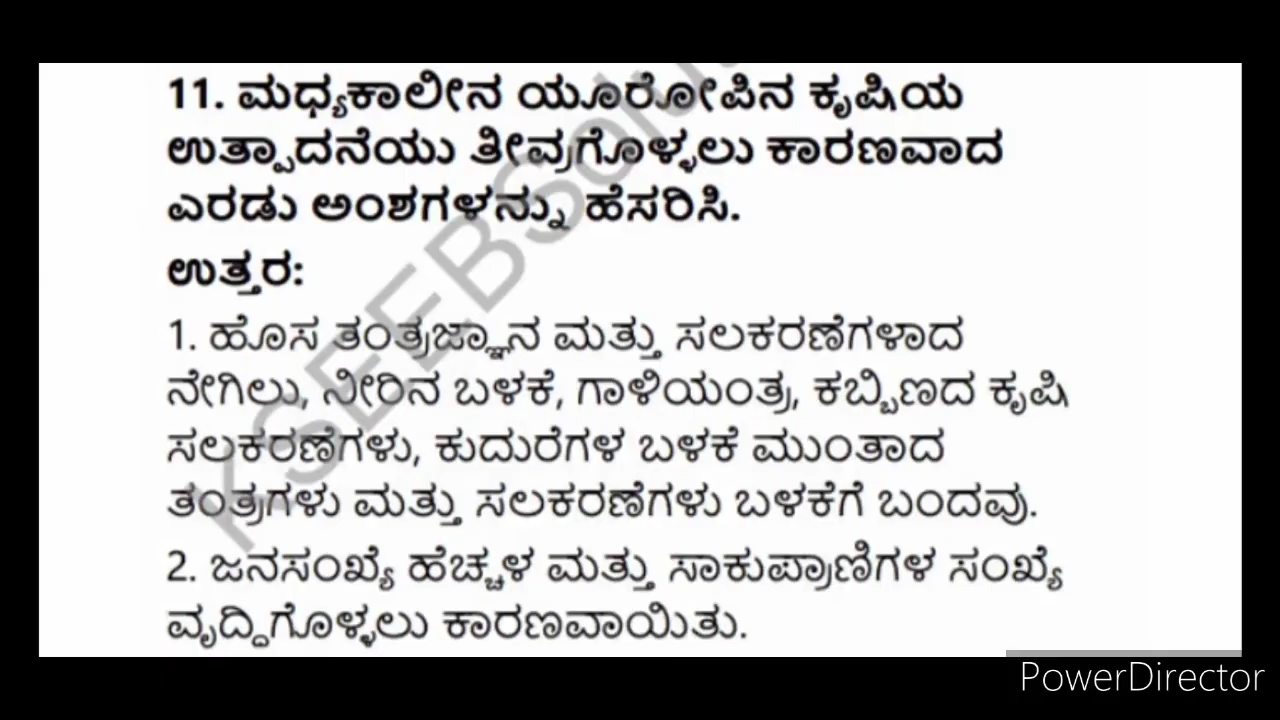 11. ಮಧ್ಯಕಾಲೀನ ಯೂರೋಪಿನ ಕೃಷಿಯ
ಉತ್ಪಾದನೆಯು ತೀವ್ರಗೊಳ್ಳಲು ಕಾರಣವಾದ
ಎರಡು ಅಂಶಗಳನ್ನು ಹೆಸರಿಸಿ.
ಉತ್ತರ:
1. ಹೊಸ ತಂತ್ರಜ್ಞಾನ ಮತ್ತು ಸಲಕರಣೆಗಳಾದ
ನೇಗಿಲು, ನೀರಿನ ಬಳಕೆ, ಗಾಳಿಯಂತ್ರ, ಕಬ್ಬಿಣದ ಕೃಷಿ
ಸಲಕರಣೆಗಳು, ಕುದುರೆಗಳ ಬಳಕೆ ಮುಂತಾದ
ತಂತ್ರಗಳು ಮತ್ತು ಸಲಕರಣೆಗಳು ಬಳಕೆಗೆ ಬಂದವು.
2. ಜನಸಂಖ್ಯೆ ಹೆಚ್ಚಳ ಮತ್ತು ಸಾಕುಪ್ರಾಣಿಗಳ ಸಂಖ್ಯೆ
ವೃದ್ಧಿಗೊಳ್ಳಲು ಕಾರಣವಾಯಿತು.
PowerDirector